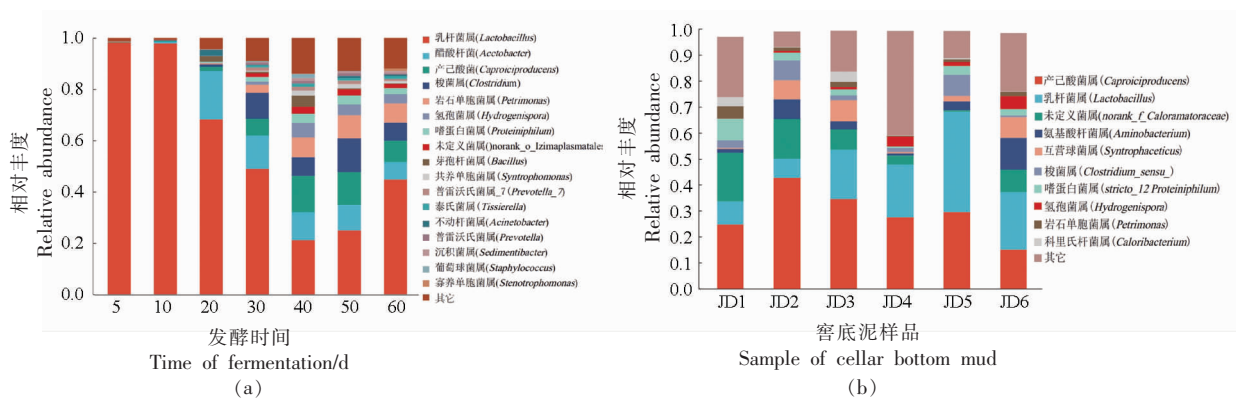 相对丰度
Relative abundance
1.0
0.8
0.6
0.4
0.2
0.0
5 10 20 30 40 50 60
发酵时间
Time of fermentation/d
(a)
乳杆菌属(Lactobacillus)
醋酸杆菌(Acctobacter)
产己酸菌(Caproiciproducens)
梭菌属(Clostridium)
岩石单胞菌属(Petrimonas)
氢孢菌属(Hydrogenispora)
嗜蛋白菌属(Proteiniphilum)
未定义菌属()norank_o_Izimaplasmatales
芽孢杆菌属(Bacillus)
共养单胞菌属(Syntrophomonas)
普雷沃氏菌属_7(Prevotella_7)
泰氏菌属(Tissierella)
不动杆菌属(Acinetobacter)
普雷沃氏菌属(Prevotella)
沉积菌属(Sedimentibacter)
葡萄球菌属(Staphylococcus)
寡养单胞菌属(Stenotrophomonas)
其它
相对丰度
Relative abundance
1.0
0.9
0.8
0.7
0.6
0.5
0.4
0.3
0.2
0.1
0.0
JD1 JD2 JD3 JD4 JD5 JD6
窖底泥样品
Sample of cellar bottom mud
(b)
产己酸菌属(Caproiciproducens)
乳杆菌属(Lactobacillus)
未定义菌属(norank_f_Caloramatoraceae)
氨基酸杆菌属(Aminobacterium)
互营球菌属(Syntrophaceticus)
梭菌属(Clostridium_sensu_)
嗜蛋白菌属(stricto_12 Proteiniphilum)
氢孢菌属(Hydrogenispora)
岩石单胞菌属(Petrimonas)
科里氏杆菌属(Caloribacterium)
其它